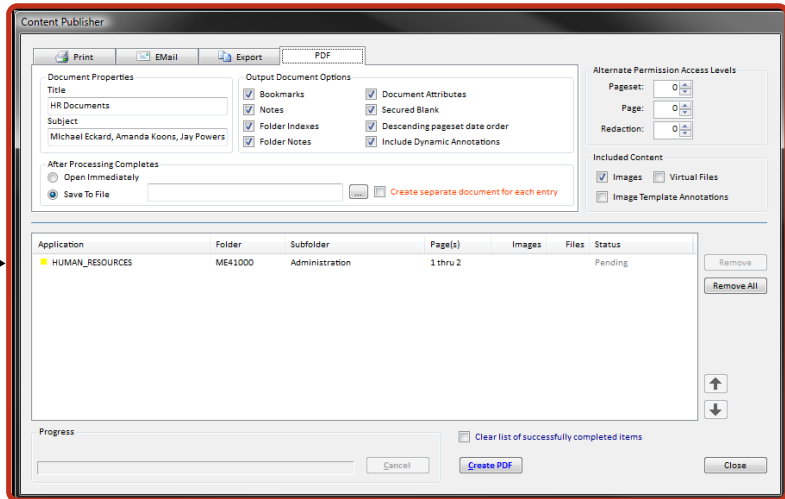 Content Publisher
Print EMail Export PDF
Document Properties
Title
HR Documents
Subject
MIchael Eckard, Amanda Koons, Jay Powers
Output Document Options
Bookmarks Document Attributes
Notes Secured Blank
Folder Indexes Descending pageset date order
Folder Notes Include Dynamic Annotations
Alternate Permission Access Levels
Pageset: 0
Page: 0
Redaction: 0
After Processing Completes
Open Immediately
Save To File ... Create separate document for each entry
Included Content
Images Virtual Files
Image Template Annotations
Application Folder Subfolder Page(s) Images Files Status
HUMAN_RESOURCES ME41000 Administration 1 thru 2 Pending
Remove
Remove All
Progress
Clear list of successfully completed items
Cancel Create PDF Close